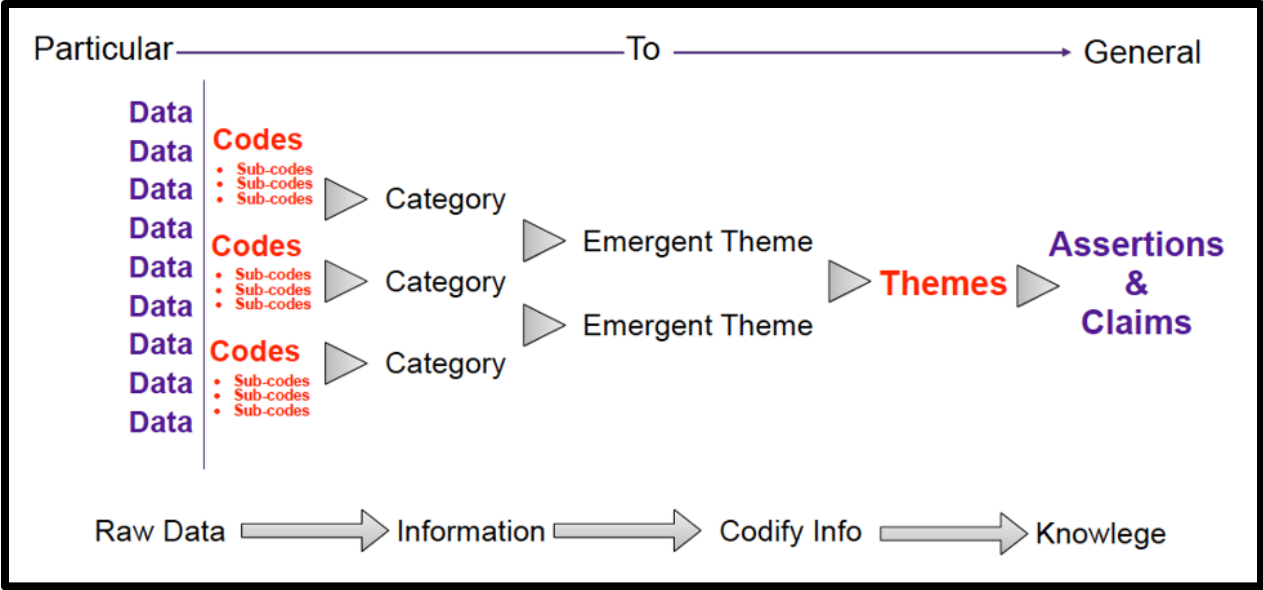 Particular To General
Data
Data
Data
Data
Data
Data
Data
Data
Data
Codes
• Sub-codes
• Sub-codes
• Sub-codes
Codes
• Sub-codes
• Sub-codes
• Sub-codes
Codes
• Sub-codes
• Sub-codes
• Sub-codes
Category
Category
Category
Emergent Theme
Emergent Theme
Themes
Assertions
&
Claims
Raw Data Information Codify Info Knowlege